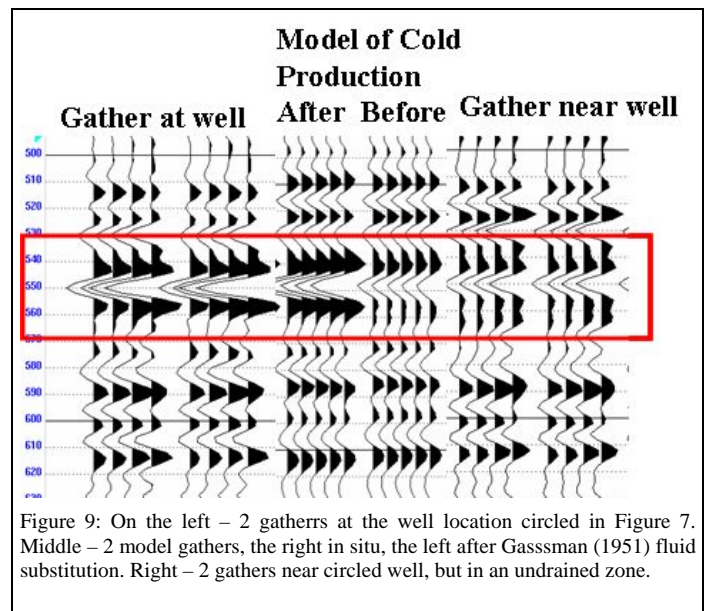 Model of Cold
Production
Gather at well
After Before
Gather near well
500
510
520
530
540
550
560
570
580
590
600
610
620
Figure 9: On the left – 2 gatherrs at the well location circled in Figure 7.
Middle – 2 model gathers, the right in situ, the left after Gasssman (1951) fluid
substitution. Right – 2 gathers near circled well, but in an undrained zone.